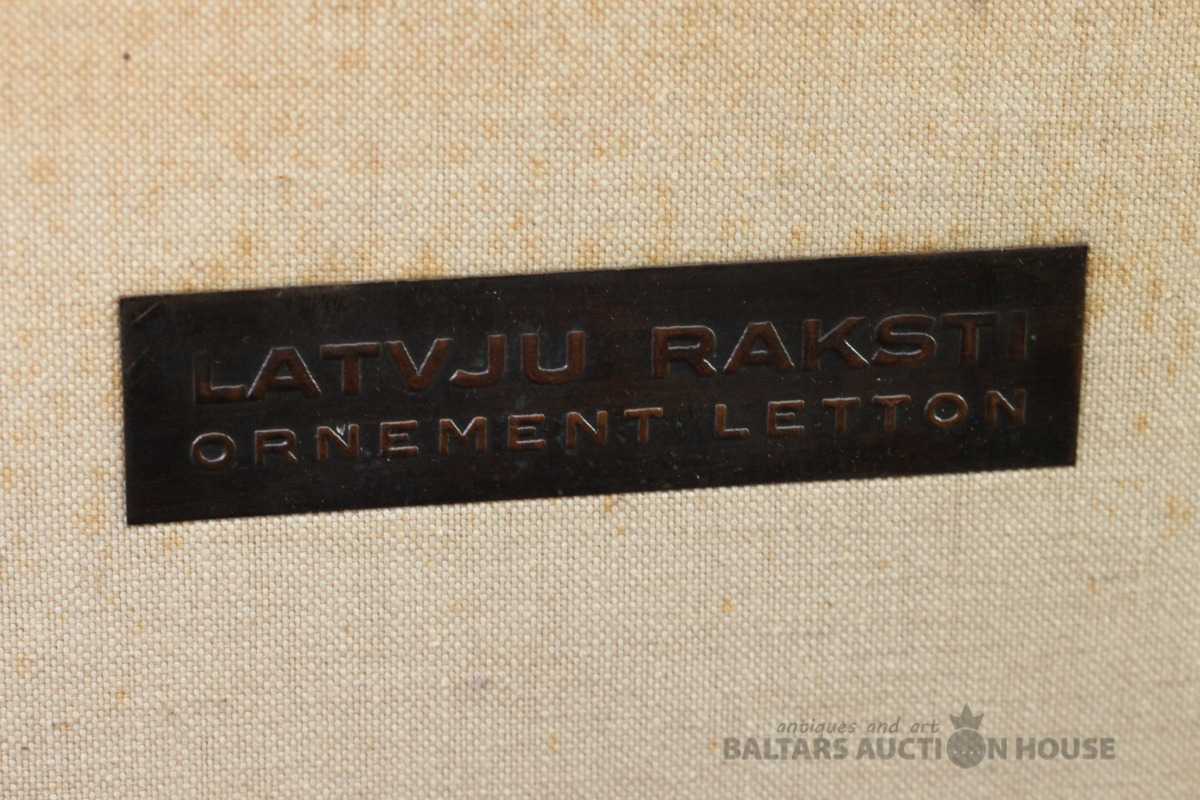 LATVJU RAKSTI
ORNEMENT LETTON
antiques and art
BALTARS AUCTION HOUSE